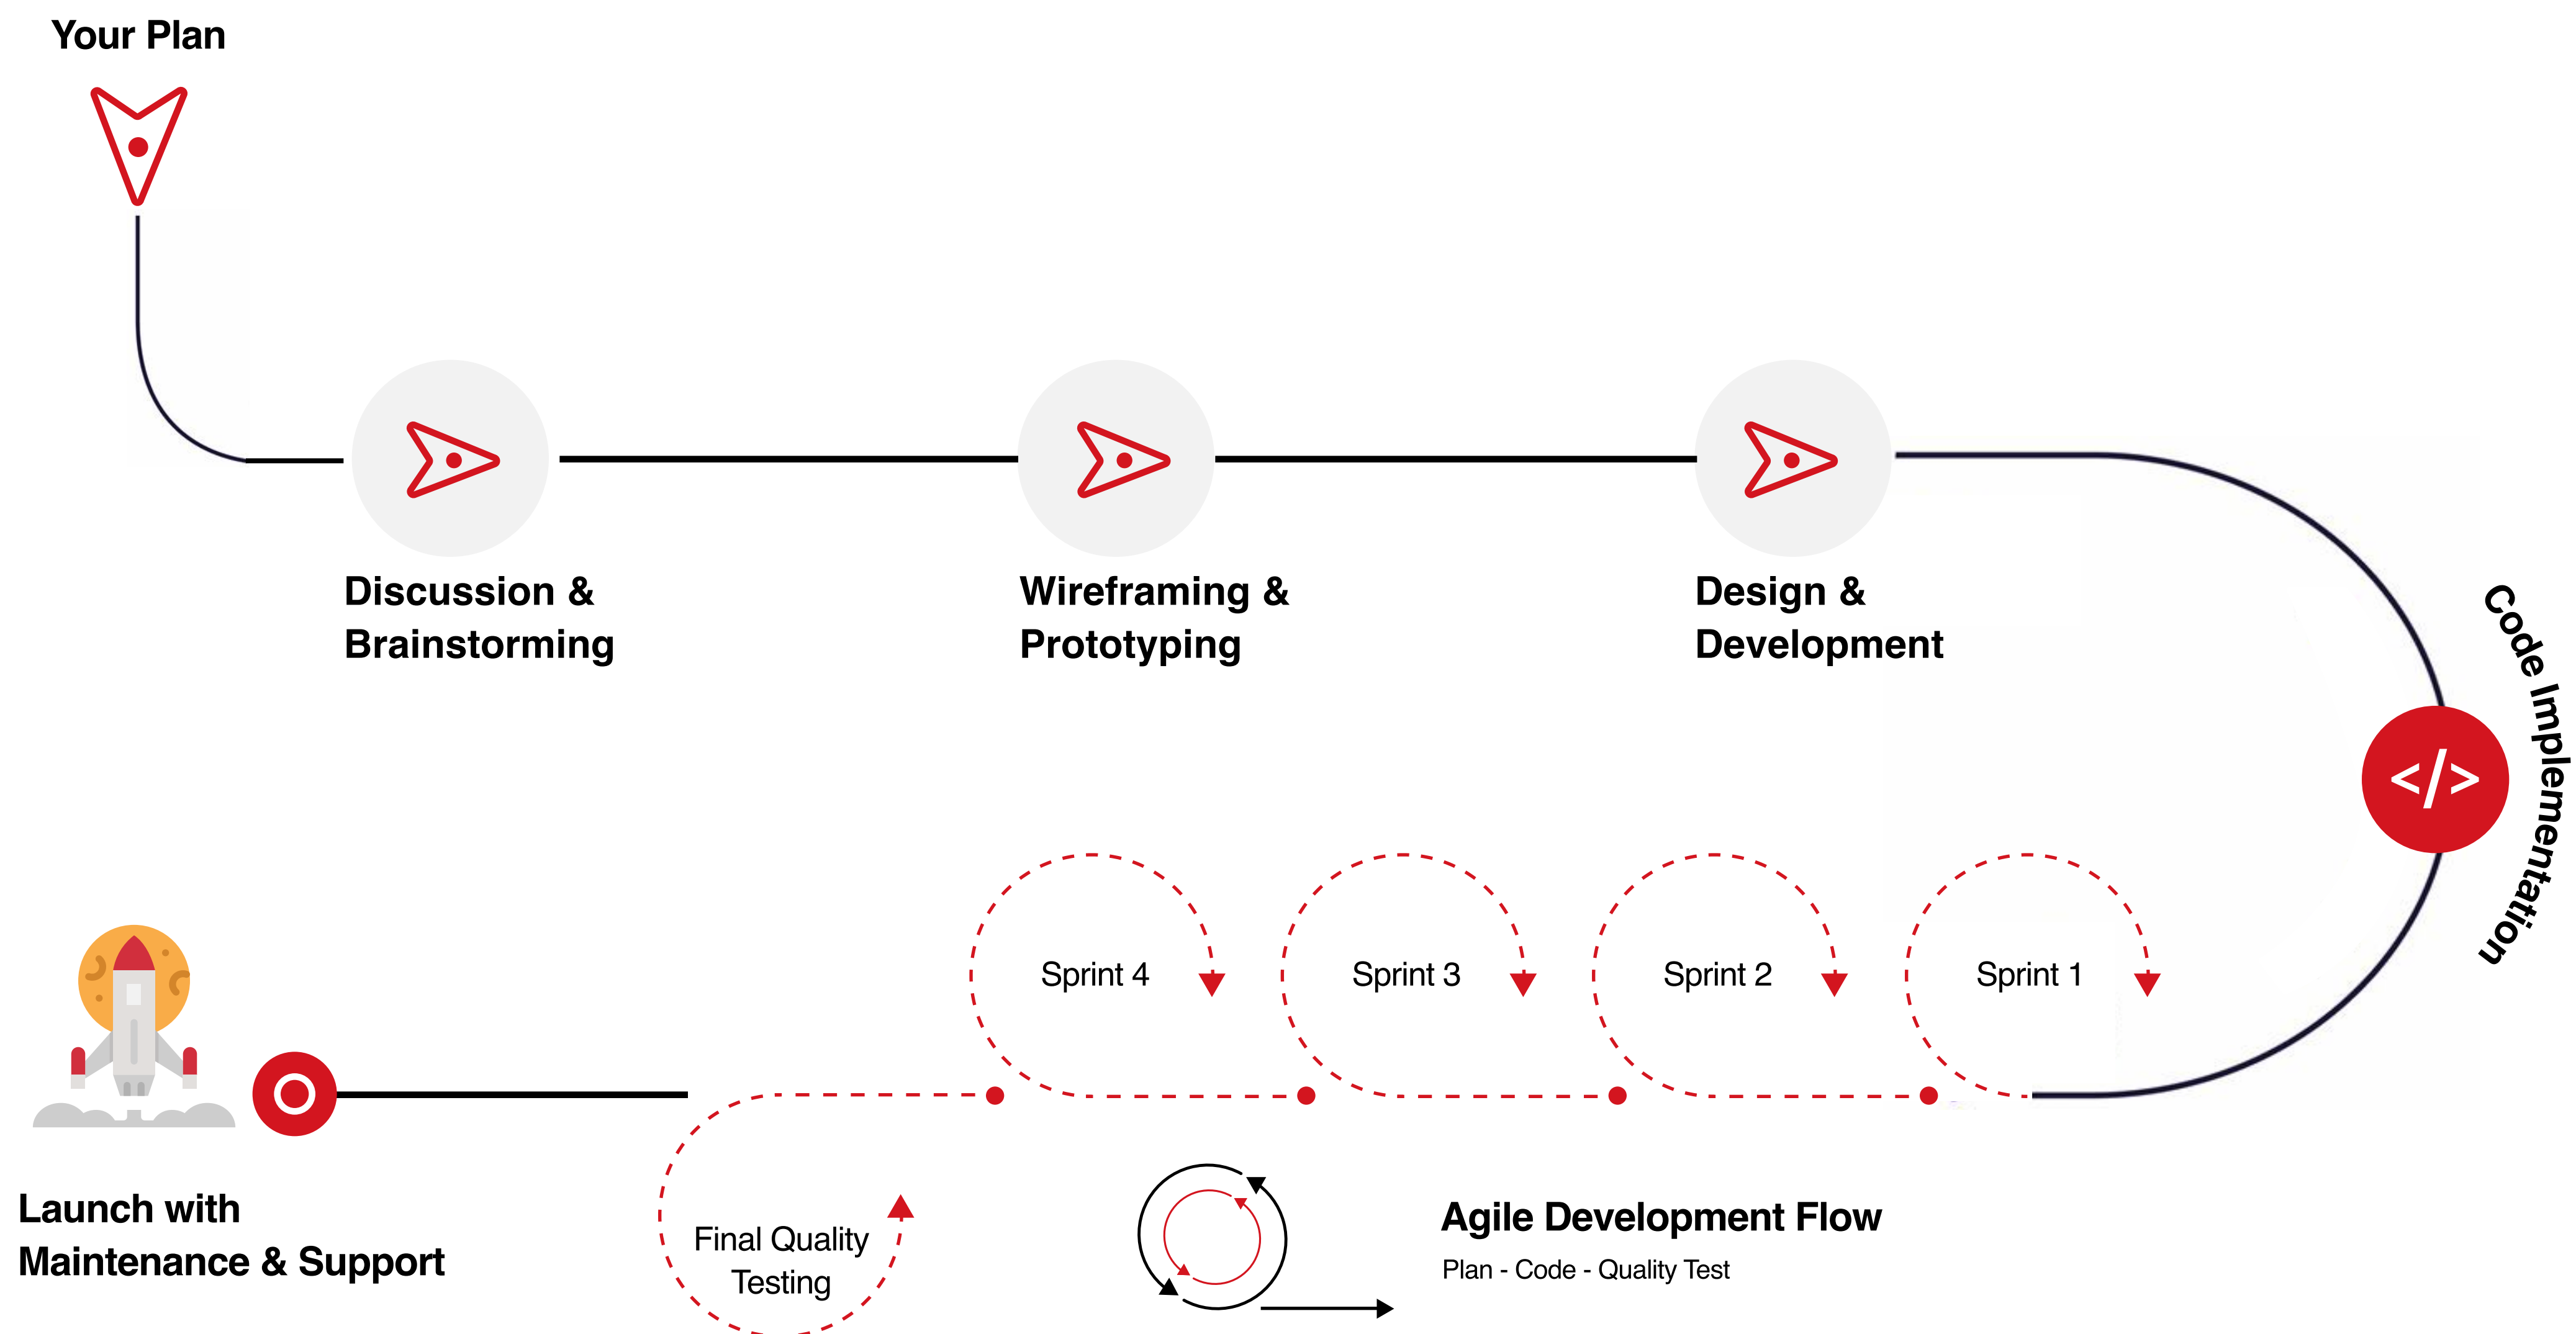 Your Plan
Discussion &
Brainstorming
Wireframing &
Prototyping
Design &
Development
Code Implementation
</>
Sprint 4
Sprint 3
Sprint 2
Sprint 1
Launch with
Maintenance & Support
Final Quality
Testing
Agile Development Flow
Plan - Code - Quality Test